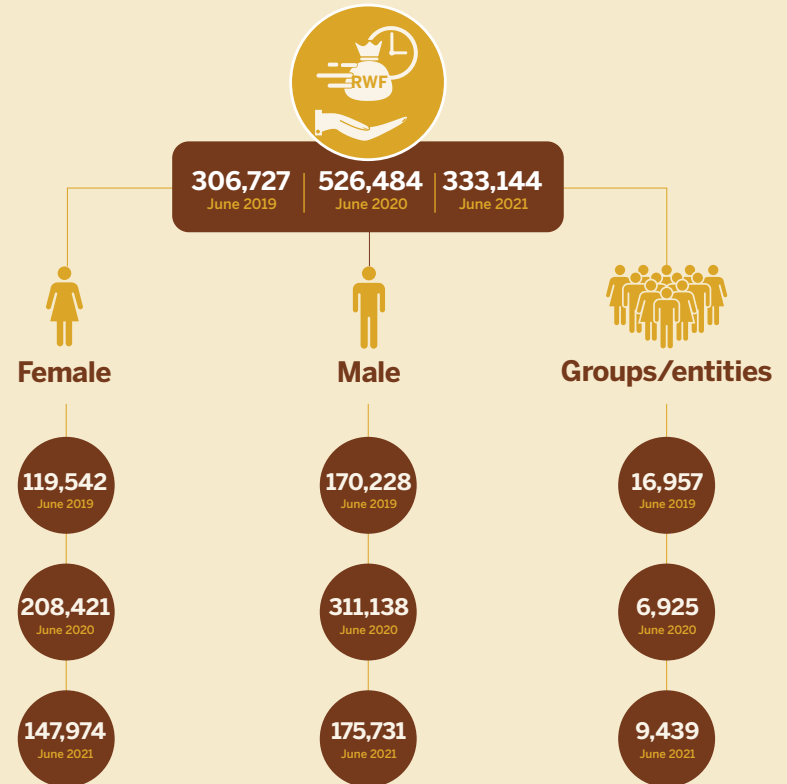 RWF
306,727 526,484 333,144
June 2019 June 2020 June 2021
Female Male Groups/entities
119,542 170,228 16,957
June 2019 June 2019 June 2019
208,421 311,138 6,925
June 2020 June 2020 June 2020
147,974 175,731 9,439
June 2021 June 2021 June 2021